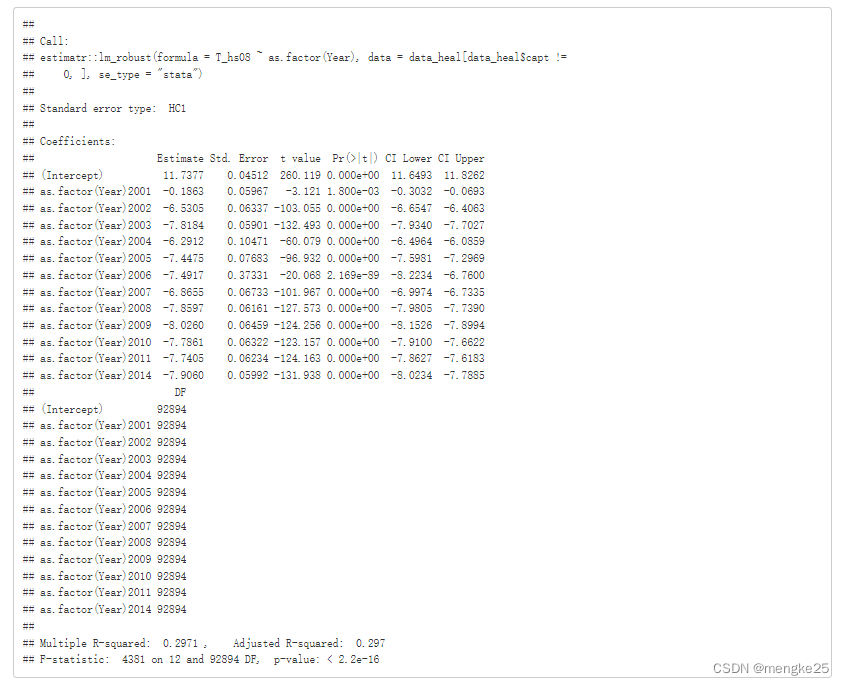 ##
## Call:
## estimatr::lm_robust(formula = T_hs08 ~ as.factor(Year), data = data_heal[data_heal$capt !=
##     0, ], se_type = "stata")
##
## Standard error type:  HC1
##
## Coefficients:
##                     Estimate Std. Error  t value  Pr(>|t|) CI Lower CI Upper
## (Intercept)          11.7377    0.04512  260.119 0.000e+00  11.6493  11.8262
## as.factor(Year)2001  -0.1863    0.05967   -3.121 1.800e-03  -0.3032  -0.0693
## as.factor(Year)2002  -6.5305    0.06337 -103.055 0.000e+00  -6.6547  -6.4063
## as.factor(Year)2003  -7.8184    0.05901 -132.493 0.000e+00  -7.9340  -7.7027
## as.factor(Year)2004  -6.2912    0.10471  -60.079 0.000e+00  -6.4964  -6.0859
## as.factor(Year)2005  -7.4475    0.07683  -96.932 0.000e+00  -7.5981  -7.2969
## as.factor(Year)2006  -7.4917    0.37331  -20.068 2.169e-89  -8.2234  -6.7600
## as.factor(Year)2007  -6.8655    0.06733 -101.967 0.000e+00  -6.9974  -6.7335
## as.factor(Year)2008  -7.8597    0.06161 -127.573 0.000e+00  -7.9805  -7.7390
## as.factor(Year)2009  -8.0260    0.06459 -124.256 0.000e+00  -8.1526  -7.8994
## as.factor(Year)2010  -7.7861    0.06322 -123.157 0.000e+00  -7.9100  -7.6622
## as.factor(Year)2011  -7.7405    0.06234 -124.163 0.000e+00  -7.8627  -7.6183
## as.factor(Year)2014  -7.9060    0.05992 -131.938 0.000e+00  -8.0234  -7.7885
##                        DF
## (Intercept)         92894
## as.factor(Year)2001 92894
## as.factor(Year)2002 92894
## as.factor(Year)2003 92894
## as.factor(Year)2004 92894
## as.factor(Year)2005 92894
## as.factor(Year)2006 92894
## as.factor(Year)2007 92894
## as.factor(Year)2008 92894
## as.factor(Year)2009 92894
## as.factor(Year)2010 92894
## as.factor(Year)2011 92894
## as.factor(Year)2014 92894
##
## Multiple R-squared:  0.2971 ,    Adjusted R-squared:  0.297
## F-statistic:  4381 on 12 and 92894 DF,  p-value: < 2.2e-16
CSDN @mengke25